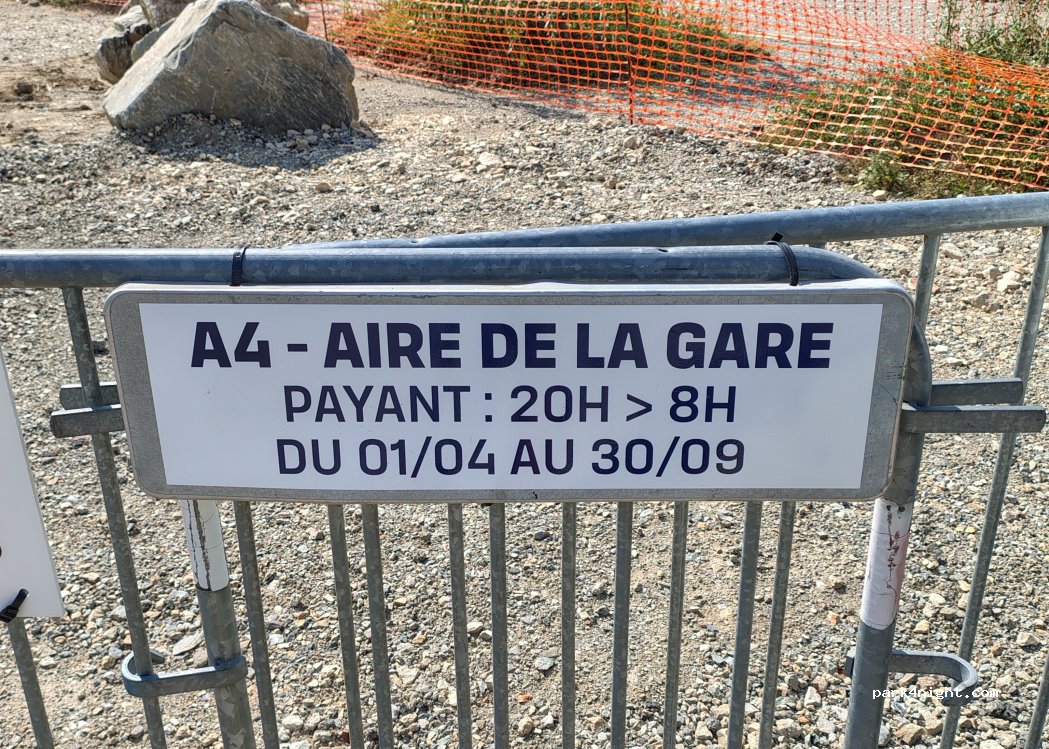 A4 - AIRE DE LA GARE
PAYANT : 20H > 8H
DU 01/04 AU 30/09
park4night.com